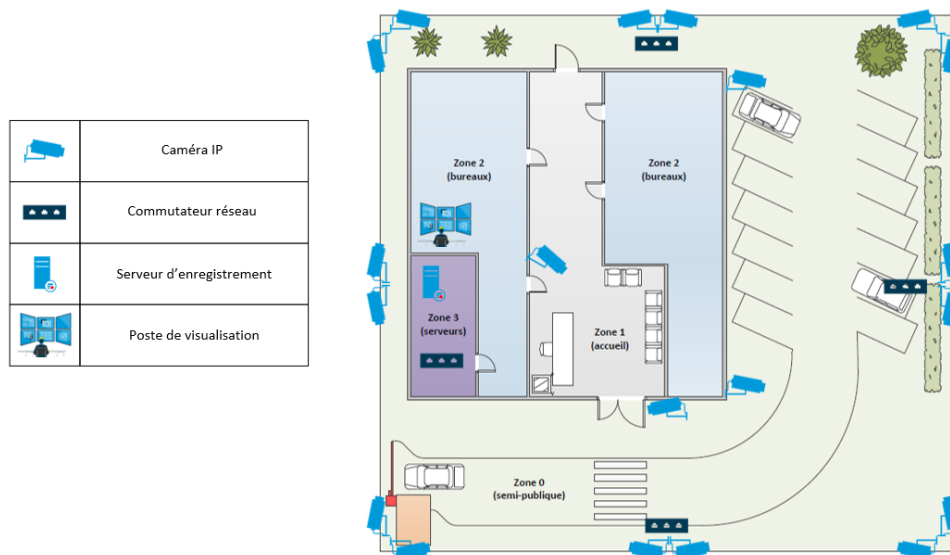 Caméra IP
Commutateur réseau
Serveur d’enregistrement
Poste de visualisation
Zone 2
(bureaux)
Zone 2
(bureaux)
Zone 3
(serveurs)
Zone 1
(accueil)
Zone 0
(semi-publique)